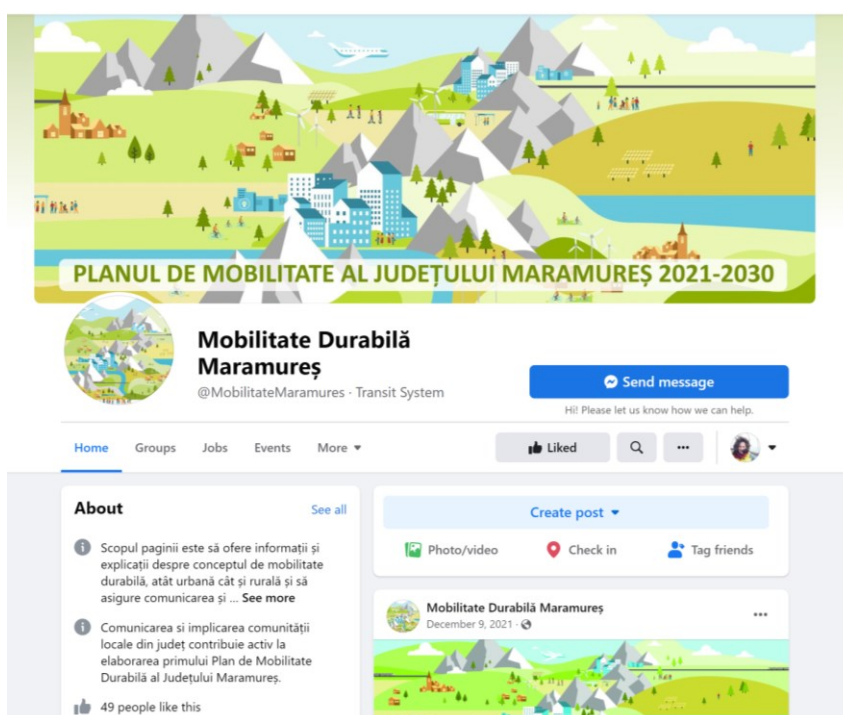 PLANUL DE MOBILITATE AL JUDEȚULUI MARAMUREȘ 2021-2030
Mobilitate Durabilă
Maramureș
@MobilitateMaramures · Transit System
Send message
Hi! Please let us know how we can help.
Home Groups Jobs Events More
Liked
About
See all
Scopul paginii este să ofere informații și
explicații despre conceptul de mobilitate
durabilă, atât urbană cât și rurală și să
asigure comunicarea și ... See more
Comunicarea si implicarea comunității
locale din județ contribuie activ la
elaborarea primului Plan de Mobilitate
Durabilă al Județului Maramureș.
49 people like this
Create post
Photo/video Check in Tag friends
Mobilitate Durabilă Maramureș
December 9, 2021 ·